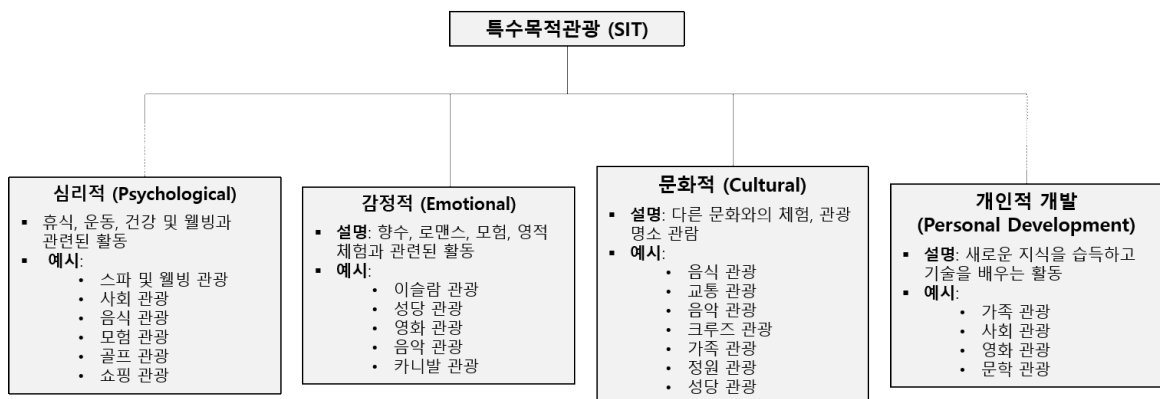 특수목적관광 (SIT)
심리적 (Psychological)
▪ 휴식, 운동, 건강 및 웰빙과
관련된 활동
▪ 예시:
• 스파 및 웰빙 관광
• 사회 관광
• 음식 관광
• 모험 관광
• 골프 관광
• 쇼핑 관광
감정적 (Emotional)
▪ 설명: 향수, 로맨스, 모험, 영적
체험과 관련된 활동
▪ 예시:
• 이슬람 관광
• 성당 관광
• 영화 관광
• 음악 관광
• 카니발 관광
문화적 (Cultural)
▪ 설명: 다른 문화와의 체험, 관광
명소 관람
▪ 예시:
• 음식 관광
• 교통 관광
• 음악 관광
• 크루즈 관광
• 가족 관광
• 정원 관광
• 성당 관광
개인적 개발
(Personal Development)
▪ 설명: 새로운 지식을 습득하고
기술을 배우는 활동
▪ 예시:
• 가족 관광
• 사회 관광
• 영화 관광
• 문학 관광